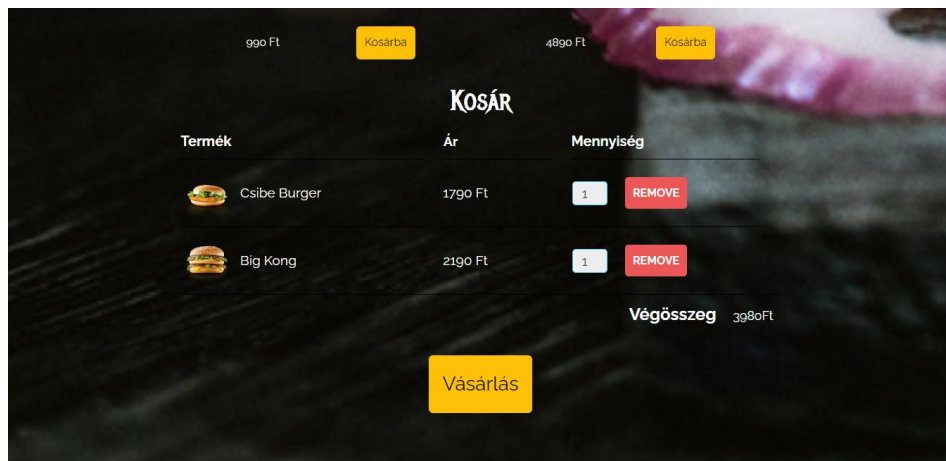 990 Ft Kosárba 4890 Ft Kosárba
Kosár
Termék Ár Mennyiség
Csibe Burger 1790 Ft 1 REMOVE
Big Kong 2190 Ft 1 REMOVE
Végösszeg 3980Ft
Vásárlás